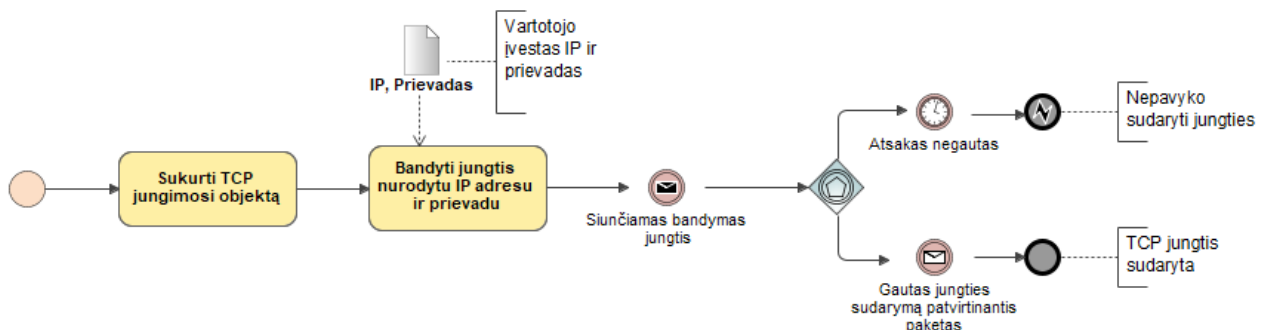 Vartotojo
įvestas IP ir
prievadas
IP, Prievadas
Sukurti TCP
jungimosi objektą
Bandyti jungtis
nurodytu IP adresu
ir prievadu
Siunčiamas bandymas
jungtis
Atsakas negautas
Nepavyko
sudaryti jungties
Gautas jungties
sudarymą patvirtinantis
paketas
TCP jungtis
sudaryta